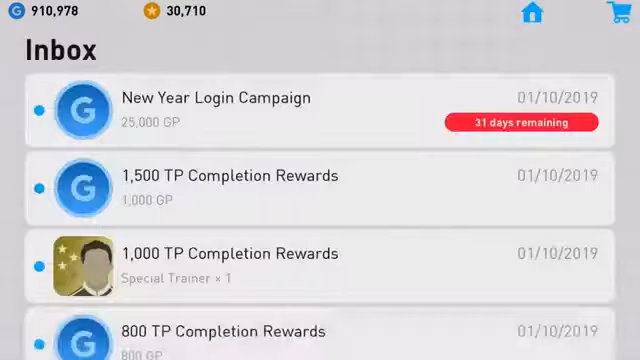 G 910,978 30,710
Inbox
G New Year Login Campaign 01/10/2019
25,000 GP 31 days remaining
G 1,500 TP Completion Rewards 01/10/2019
1,000 GP
1,000 TP Completion Rewards 01/10/2019
Special Trainer × 1
G 800 TP Completion Rewards 01/10/2019
800 GP